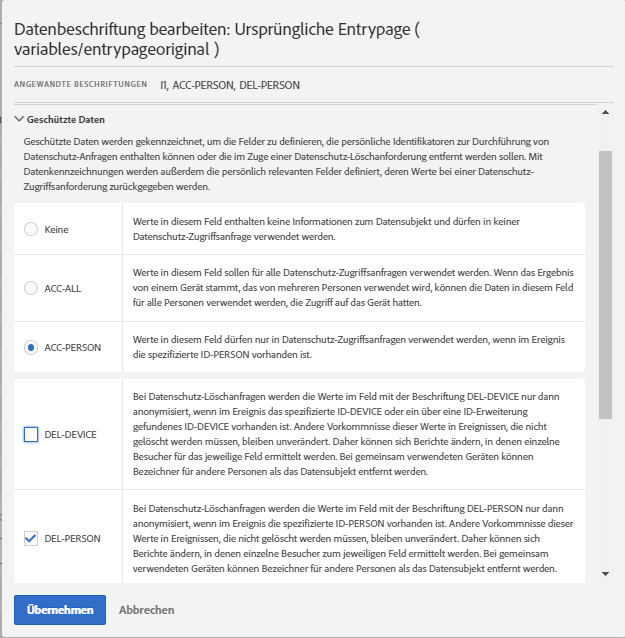 Datenbeschriftung bearbeiten: Ursprüngliche Entrypage (
variables/entrypageoriginal )
ANGEWANDTE BESCHRIFTUNGEN I1, ACC-PERSON, DEL-PERSON
Geschützte Daten
Geschützte Daten werden gekennzeichnet, um die Felder zu definieren, die persönliche Identifikatoren zur Durchführung von
Datenschutz-Anfragen enthalten können oder die im Zuge einer Datenschutz-Löschanforderung entfernt werden sollen. Mit
Datenkennzeichnungen werden außerdem die persönlich relevanten Felder definiert, deren Werte bei einer Datenschutz-
Zugriffsanforderung zurückgegeben werden.
Keine
Werte in diesem Feld enthalten keine Informationen zum Datensubjekt und dürfen in keiner
Datenschutz-Zugriffsanfrage verwendet werden.
ACC-ALL
Werte in diesem Feld sollen für alle Datenschutz-Zugriffsanfragen verwendet werden. Wenn das Ergebnis
von einem Gerät stammt, das von mehreren Personen verwendet wird, können die Daten in diesem Feld
für alle Personen verwendet werden, die Zugriff auf das Gerät hatten.
ACC-PERSON
Werte in diesem Feld dürfen nur in Datenschutz-Zugriffsanfragen verwendet werden, wenn im Ereignis
die spezifizierte ID-PERSON vorhanden ist.
DEL-DEVICE
Bei Datenschutz-Löschanfragen werden die Werte im Feld mit der Beschriftung DEL-DEVICE nur dann
anonymisiert, wenn im Ereignis das spezifizierte ID-DEVICE oder ein über eine ID-Erweiterung
gefundenes ID-DEVICE vorhanden ist. Andere Vorkommnisse dieser Werte in Ereignissen, die nicht
gelöscht werden müssen, bleiben unverändert. Daher können sich Berichte ändern, in denen einzelne
Besucher für das jeweilige Feld ermittelt werden. Bei gemeinsam verwendeten Geräten können
Bezeichner für andere Personen als das Datensubjekt entfernt werden.
DEL-PERSON
Bei Datenschutz-Löschanfragen werden die Werte im Feld mit der Beschriftung DEL-PERSON nur dann
anonymisiert, wenn im Ereignis die spezifizierte ID-PERSON vorhanden ist. Andere Vorkommnisse dieser
Werte in Ereignissen, die nicht gelöscht werden müssen, bleiben unverändert. Daher können sich
Berichte ändern, in denen einzelne Besucher zum jeweiligen Feld ermittelt werden. Bei gemeinsam
verwendeten Geräten können Bezeichner für andere Personen als das Datensubjekt entfernt werden.
Übernehmen Abbrechen